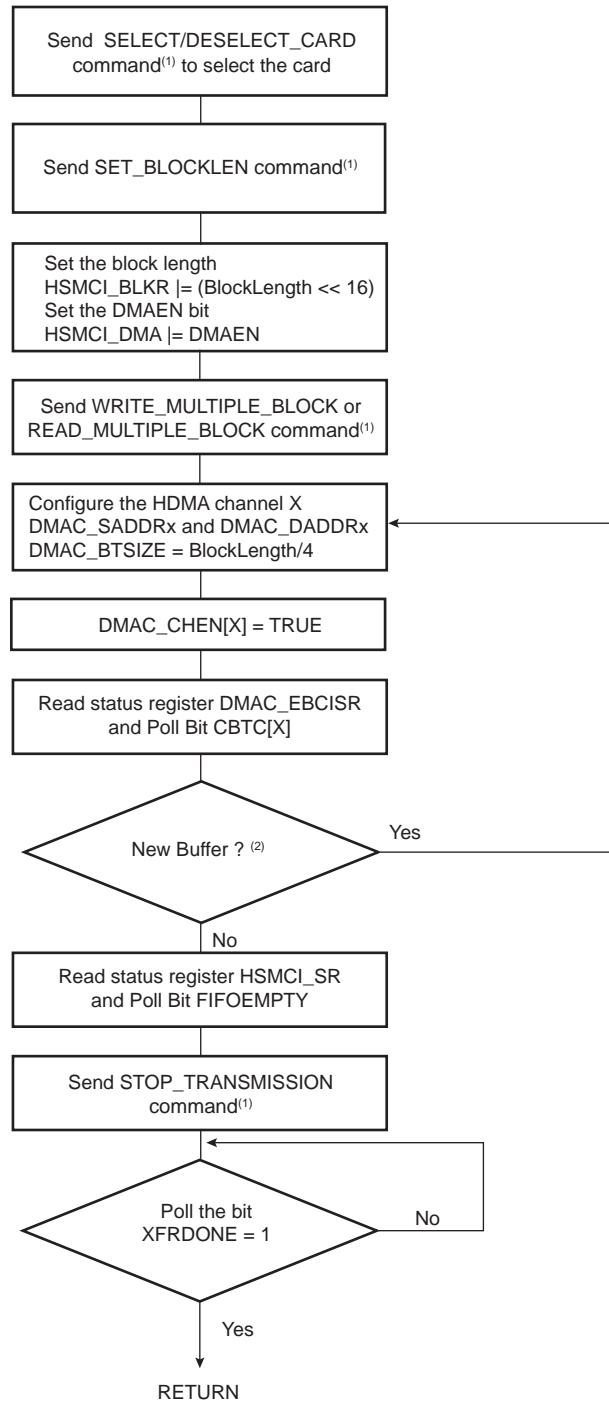 Send SELECT/DESELECT_CARD
command(1) to select the card
Send SET_BLOCKLEN command(1)
Set the block length
HSMCI_BLKR |= (BlockLength << 16)
Set the DMAEN bit
HSMCI_DMA |= DMAEN
Send WRITE_MULTIPLE_BLOCK or
READ_MULTIPLE_BLOCK command(1)
Configure the HDMA channel X
DMAC_SADDRx and DMAC_DADDRx
DMAC_BTSIZE = BlockLength/4
DMAC_CHEN[X] = TRUE
Read status register DMAC_EBCISR
and Poll Bit CBTC[X]
New Buffer ? (2)
Yes
No
Read status register HSMCI_SR
and Poll Bit FIFOEMPTY
Send STOP_TRANSMISSION
command(1)
Poll the bit
XFRDONE = 1
No
Yes
RETURN